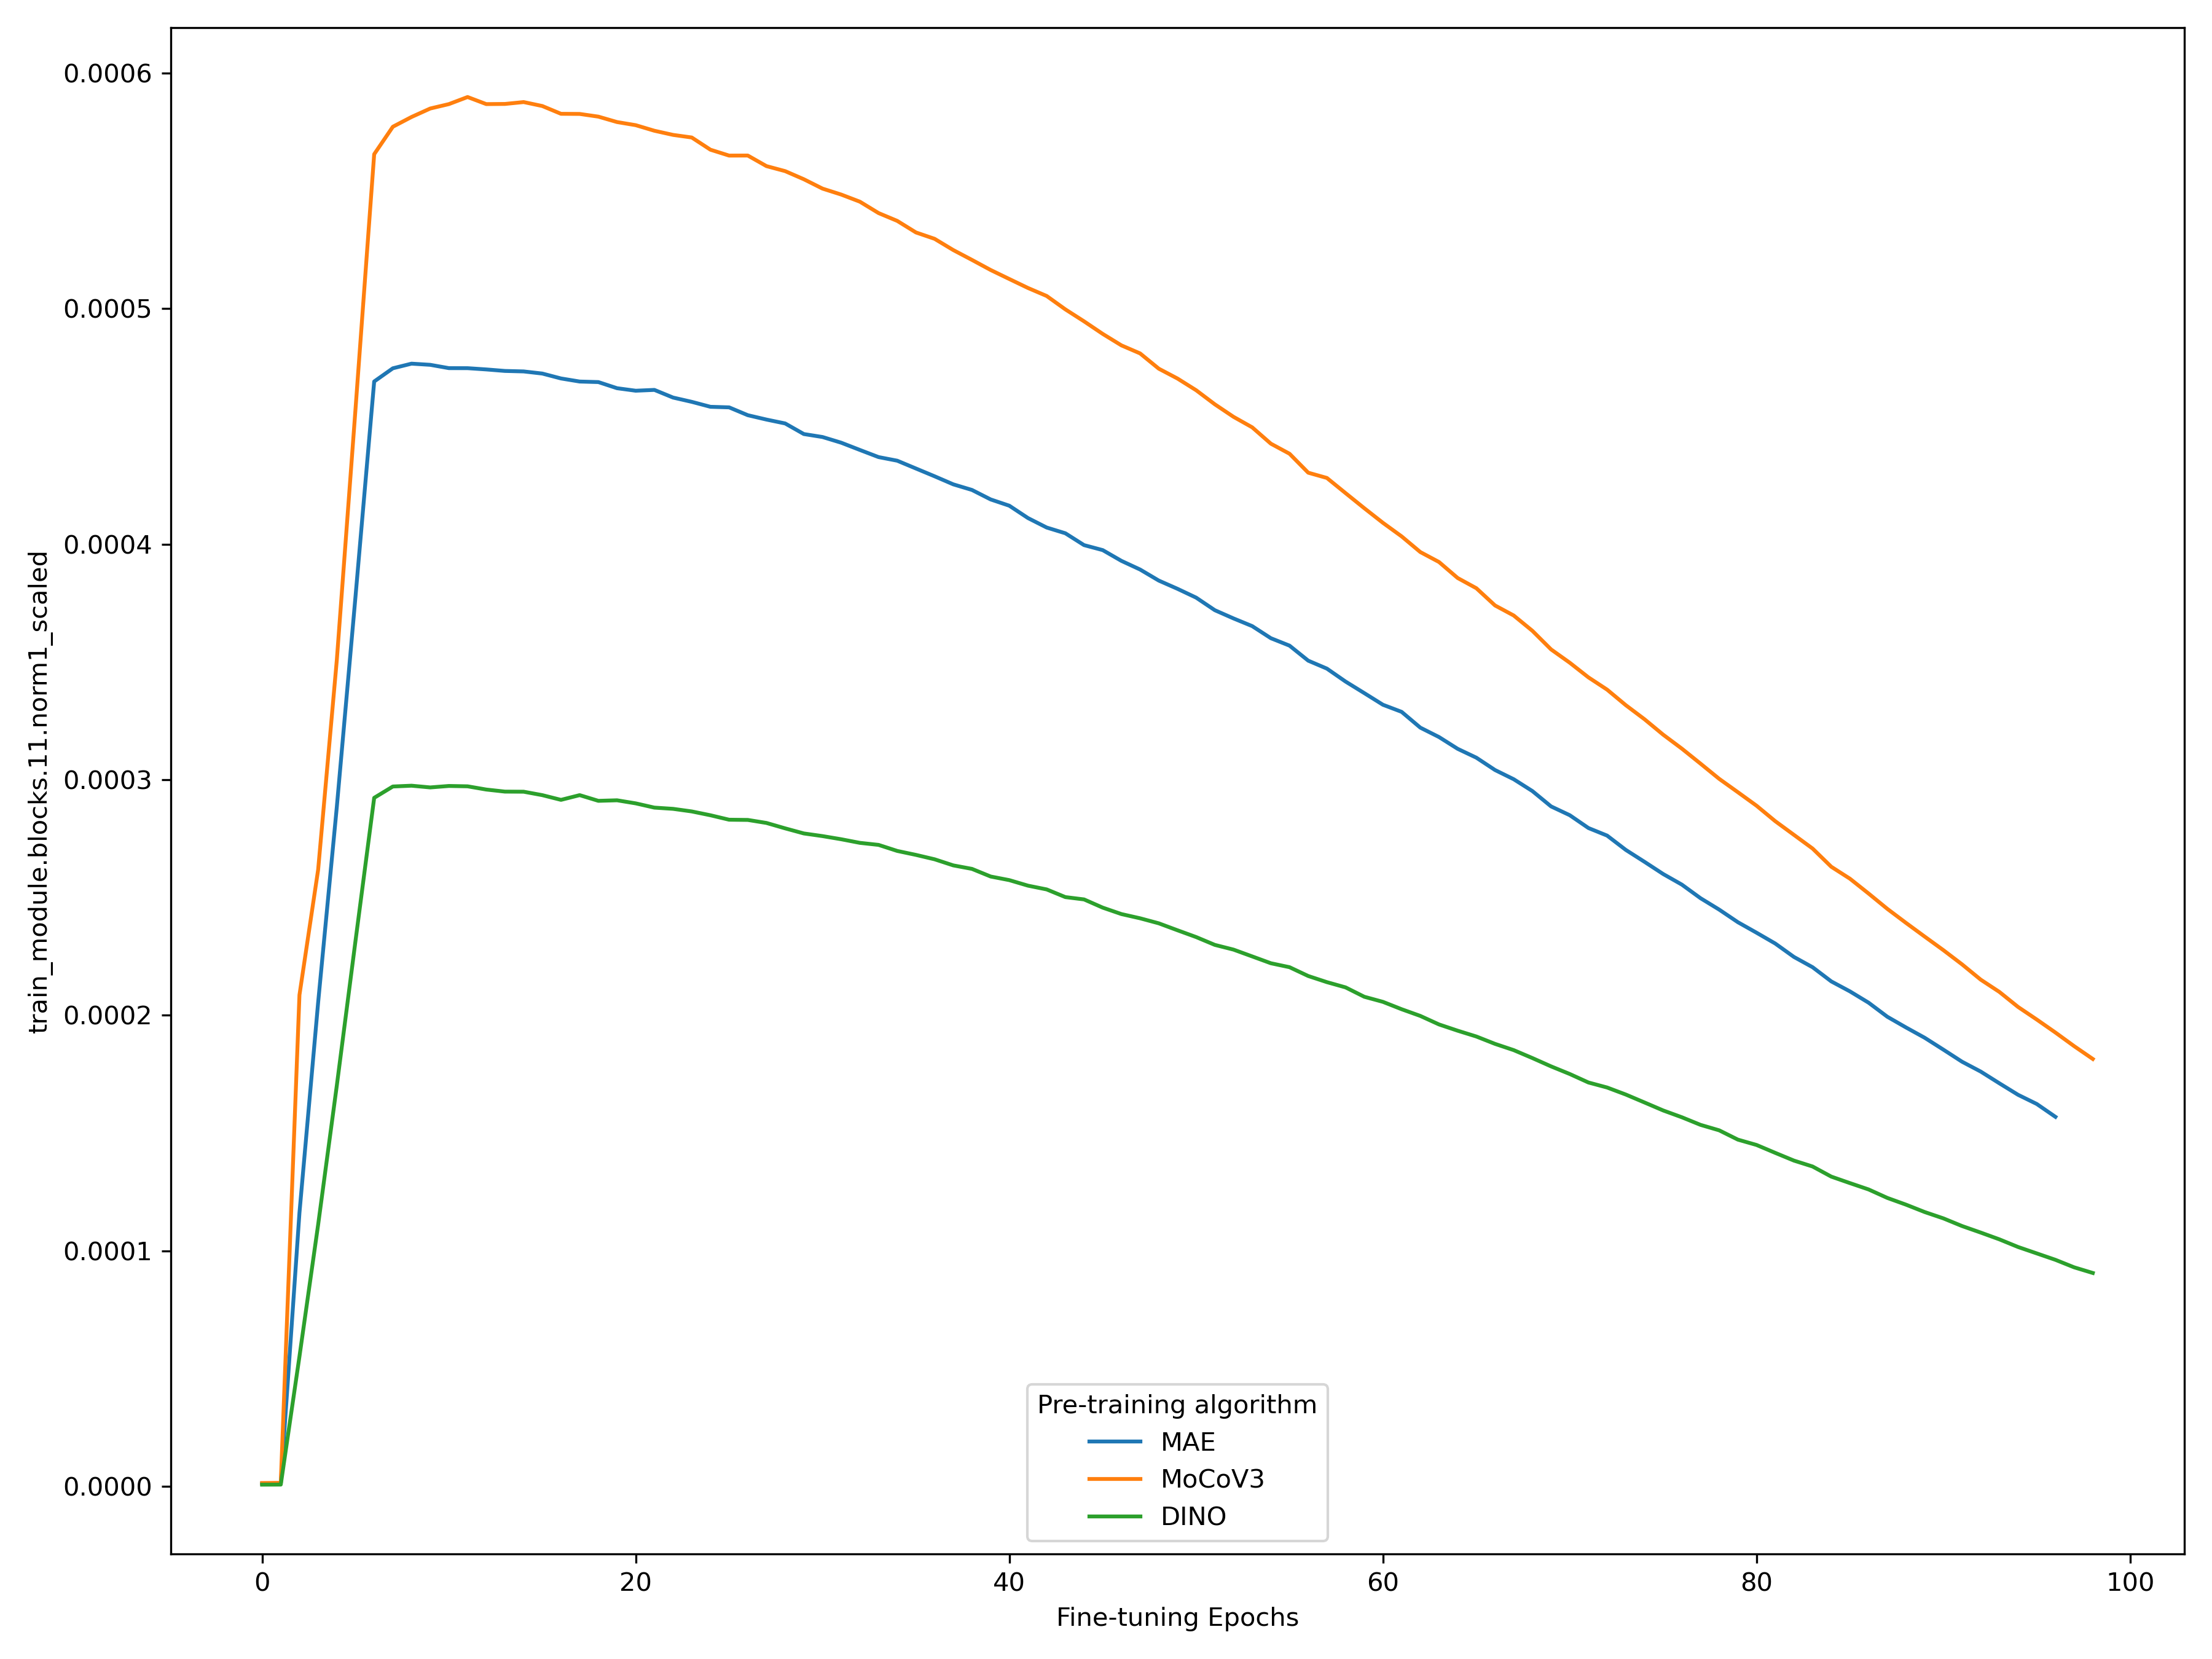 0.0006
0.0005
0.0004
0.0003
0.0002
0.0001
0.0000
train_module.blocks.11.norm1_scaled
0 20 40 60 80 100
Fine-tuning Epochs
Pre-training algorithm
MAE
MoCoV3
DINO